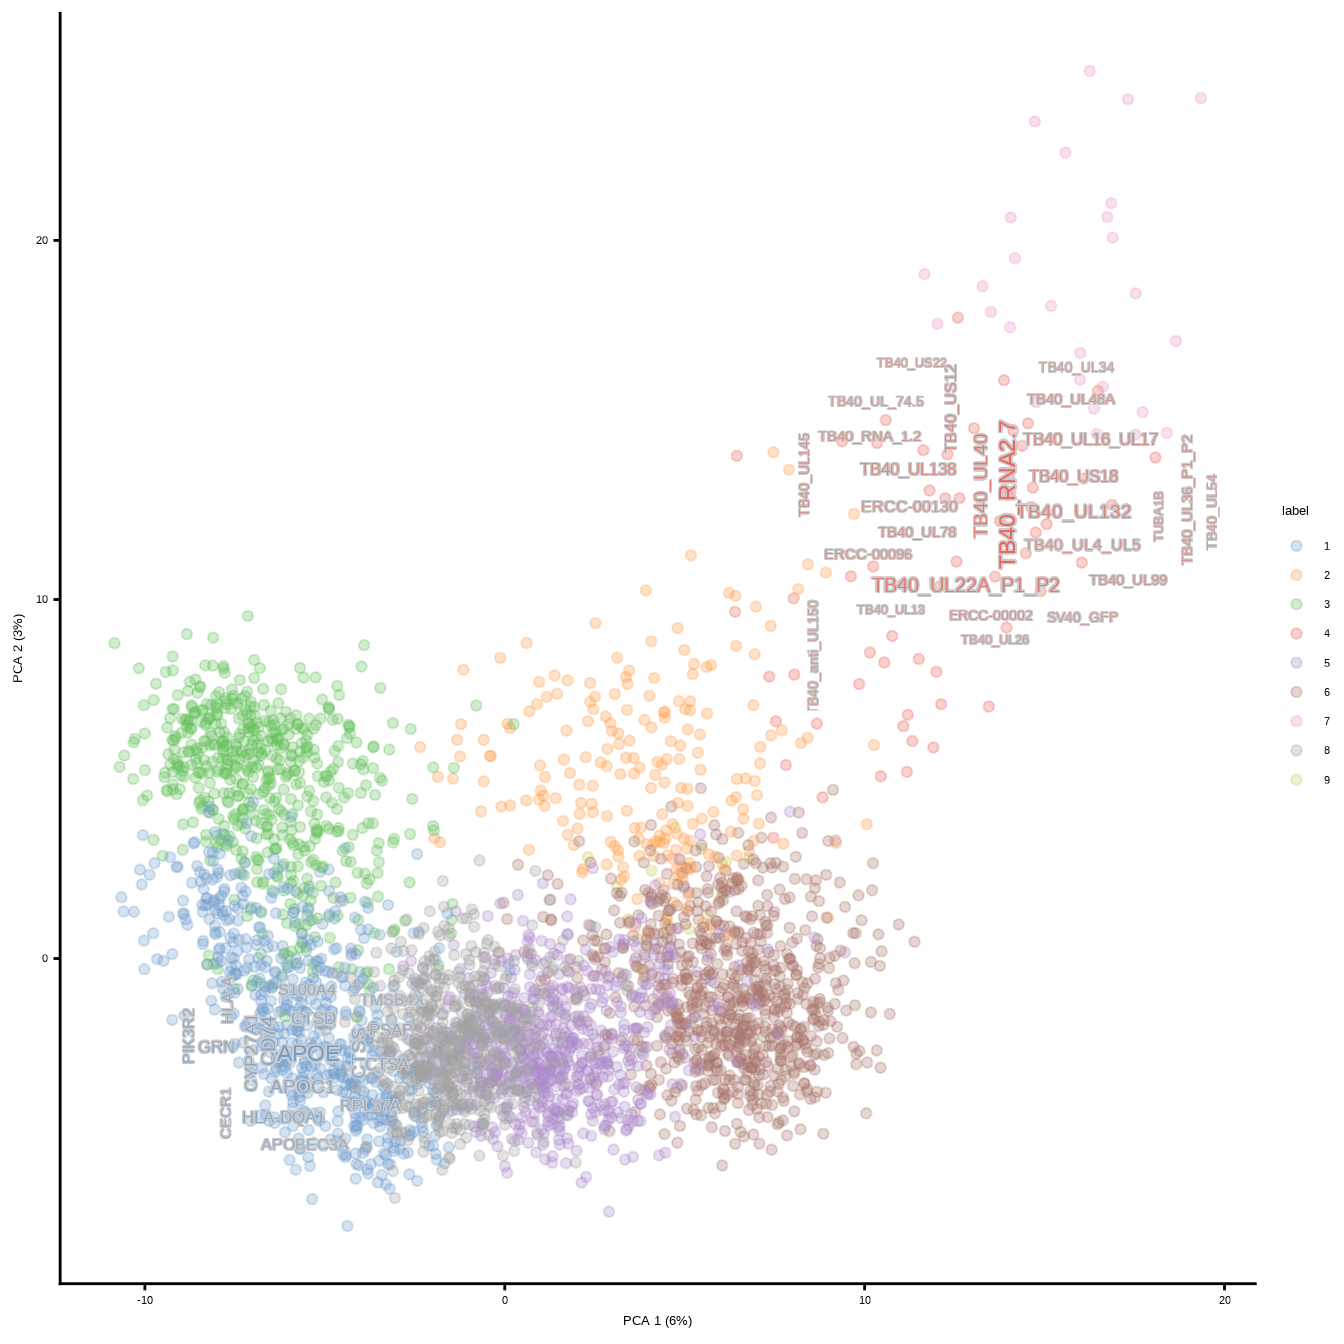 20
10
0
-10
0
10
20
PCA 1 (6%)
PCA 2 (3%)
TB40_US22
TB40_UL34
TB40_US12
TB40_UL48A
TB40_UL_74.5
TB40_RNA_1.2
TB40_UL16_UL17
TB40_UL145
TB40_UL40
TB40_RNA2.7
TB40_UL138
TB40_US18
TB40_UL36_P1_P2
TB40_UL54
TUBA1B
ERCC-00130
TB40_UL132
TB40_UL78
TB40_UL4_UL5
ERCC-00096
TB40_UL22A_P1_P2
TB40_UL99
TB40_UL13
ERCC-00002
SV40_GFP
TB40_UL26
TB40_anti_UL150
S100A4
HLA-A
TMSB4X
CTSD
PSAP
PIK3R2
GRN
CYP27A1
CD74
APOE
CTSS
CTSA
APOC1
CECR1
RPL37A
HLA-DQA1
APOBEC3A
label
1
2
3
4
5
6
7
8
9